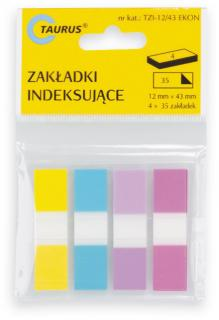 nr kat.: TZI-12/43 EKON
TAURUS®
ZAKŁADKI
INDEKSUJĄCE
4
35
12 mm x 43 mm
4 x 35 zakładek